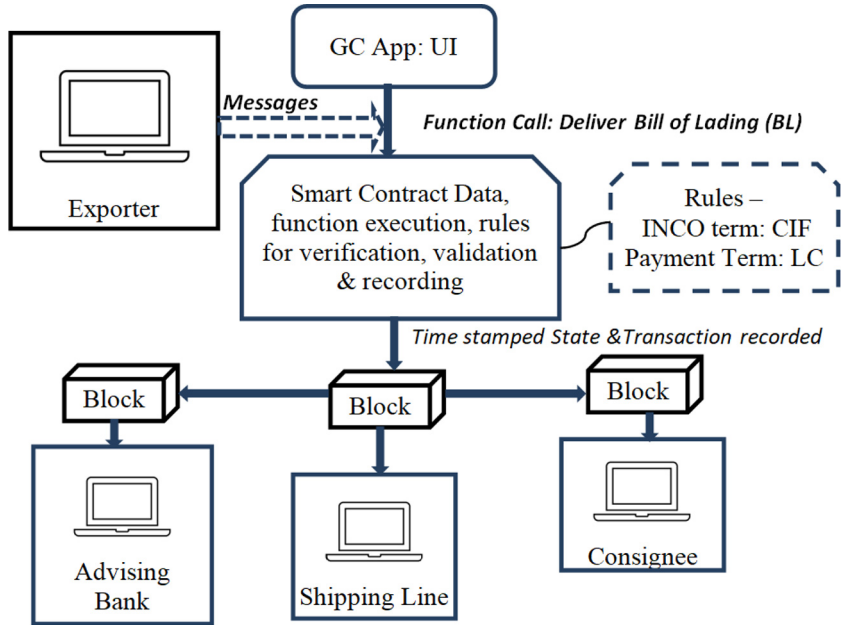 GC App: UI
Messages
Function Call: Deliver Bill of Lading (BL)
Exporter
Smart Contract Data,
function execution, rules
for verification, validation
& recording
Rules –
INCO term: CIF
Payment Term: LC
Time stamped State &Transaction recorded
Block
Block
Block
Advising
Bank
Shipping Line
Consignee